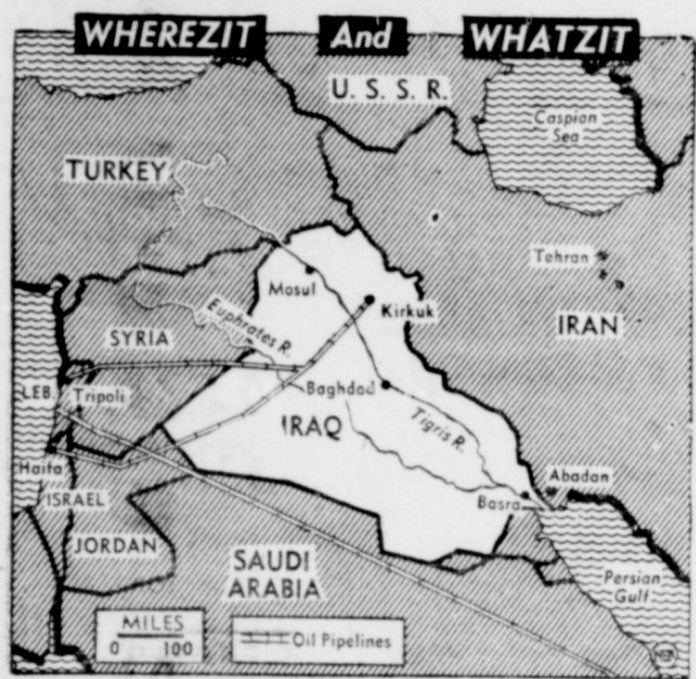 WHEREZIT And WHATZIT
U. S. S. R.
Caspian
Sea
TURKEY
Tehran
Mosul
Kirkuk
Euphrates R.
IRAN
SYRIA
LEB.
Tripoli
Baghdad
IRAQ
Tigris R.
Haifa
Abadan
ISRAEL
Basra
JORDAN
SAUDI
ARABIA
Persian
Gulf
MILES
0 100
Oil Pipelines